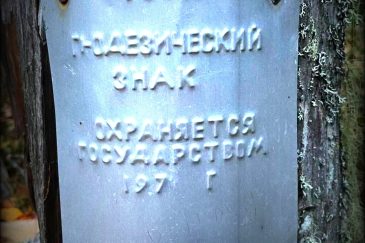 ГЕОДЕЗИЧЕСКИЙ
ЗНАК
ОХРАНЯЕТСЯ
ГОСУДАРСТВОМ
197 Г